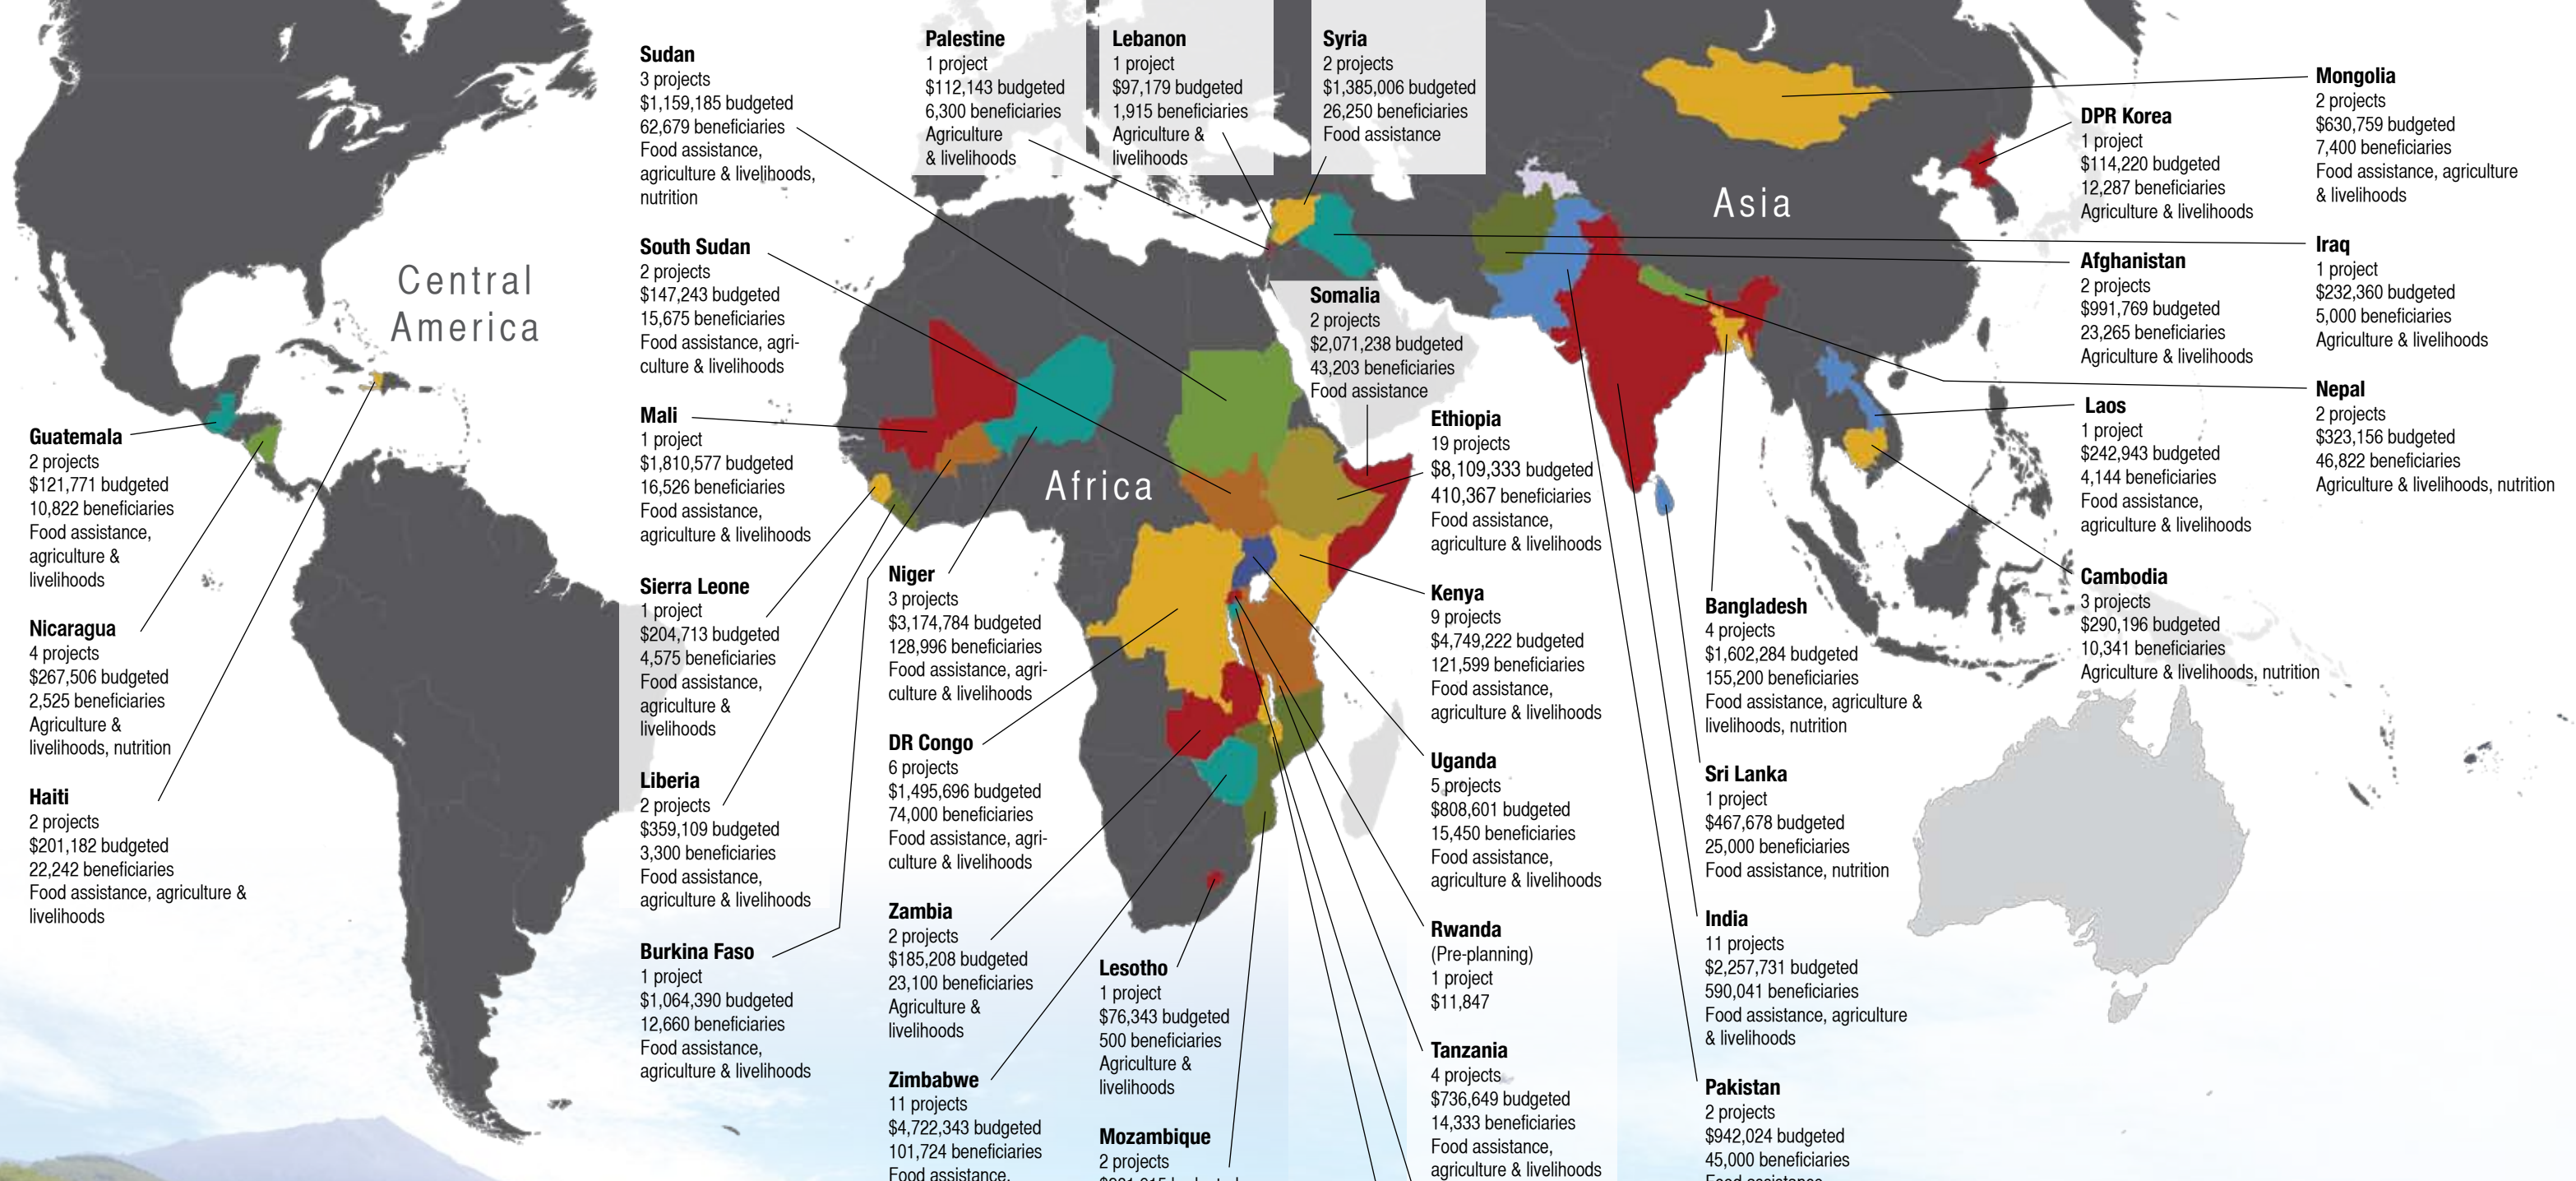 Central
America
Guatemala
2 projects
$121,771 budgeted
10,822 beneficiaries
Food assistance,
agriculture &
livelihoods
Nicaragua
4 projects
$267,506 budgeted
2,525 beneficiaries
Agriculture &
livelihoods, nutrition
Haiti
2 projects
$201,182 budgeted
22,242 beneficiaries
Food assistance, agriculture &
livelihoods
Sudan
3 projects
$1,159,185 budgeted
62,679 beneficiaries
Food assistance,
agriculture & livelihoods,
nutrition
South Sudan
2 projects
$147,243 budgeted
15,675 beneficiaries
Food assistance, agri-
culture & livelihoods
Mali
1 project
$1,810,577 budgeted
16,526 beneficiaries
Food assistance,
agriculture & livelihoods
Sierra Leone
1 project
$204,713 budgeted
4,575 beneficiaries
Food assistance,
agriculture &
livelihoods
Liberia
2 projects
$359,109 budgeted
3,300 beneficiaries
Food assistance,
agriculture & livelihoods
Burkina Faso
1 project
$1,064,390 budgeted
12,660 beneficiaries
Food assistance,
agriculture & livelihoods
Palestine
1 project
$112,143 budgeted
6,300 beneficiaries
Agriculture
& livelihoods
Lebanon
1 project
$97,179 budgeted
1,915 beneficiaries
Agriculture &
livelihoods
Syria
2 projects
$1,385,006 budgeted
26,250 beneficiaries
Food assistance
Africa
Niger
3 projects
$3,174,784 budgeted
128,996 beneficiaries
Food assistance, agri-
culture & livelihoods
DR Congo
6 projects
$1,495,696 budgeted
74,000 beneficiaries
Food assistance, agri-
culture & livelihoods
Zambia
2 projects
$185,208 budgeted
23,100 beneficiaries
Agriculture &
livelihoods
Zimbabwe
11 projects
$4,722,343 budgeted
101,724 beneficiaries
Food assistance,
Lesotho
1 project
$76,343 budgeted
500 beneficiaries
Agriculture &
livelihoods
Mozambique
2 projects
Somalia
2 projects
$2,071,238 budgeted
43,203 beneficiaries
Food assistance
Ethiopia
19 projects
$8,109,333 budgeted
410,367 beneficiaries
Food assistance,
agriculture & livelihoods
Kenya
9 projects
$4,749,222 budgeted
121,599 beneficiaries
Food assistance,
agriculture & livelihoods
Uganda
5 projects
$808,601 budgeted
15,450 beneficiaries
Food assistance,
agriculture & livelihoods
Rwanda
(Pre-planning)
1 project
$11,847
Tanzania
4 projects
$736,649 budgeted
14,333 beneficiaries
Food assistance,
agriculture & livelihoods
Asia
Bangladesh
4 projects
$1,602,284 budgeted
155,200 beneficiaries
Food assistance, agriculture &
livelihoods, nutrition
Sri Lanka
1 project
$467,678 budgeted
25,000 beneficiaries
Food assistance, nutrition
India
11 projects
$2,257,731 budgeted
590,041 beneficiaries
Food assistance, agriculture
& livelihoods
Pakistan
2 projects
$942,024 budgeted
45,000 beneficiaries
Food assistance
DPR Korea
1 project
$114,220 budgeted
12,287 beneficiaries
Agriculture & livelihoods
Afghanistan
2 projects
$991,769 budgeted
23,265 beneficiaries
Agriculture & livelihoods
Laos
1 project
$242,943 budgeted
4,144 beneficiaries
Food assistance,
agriculture & livelihoods
Cambodia
3 projects
$290,196 budgeted
10,341 beneficiaries
Agriculture & livelihoods, nutrition
Mongolia
2 projects
$630,759 budgeted
7,400 beneficiaries
Food assistance, agriculture
& livelihoods
Iraq
1 project
$232,360 budgeted
5,000 beneficiaries
Agriculture & livelihoods
Nepal
2 projects
$323,156 budgeted
46,822 beneficiaries
Agriculture & livelihoods, nutrition